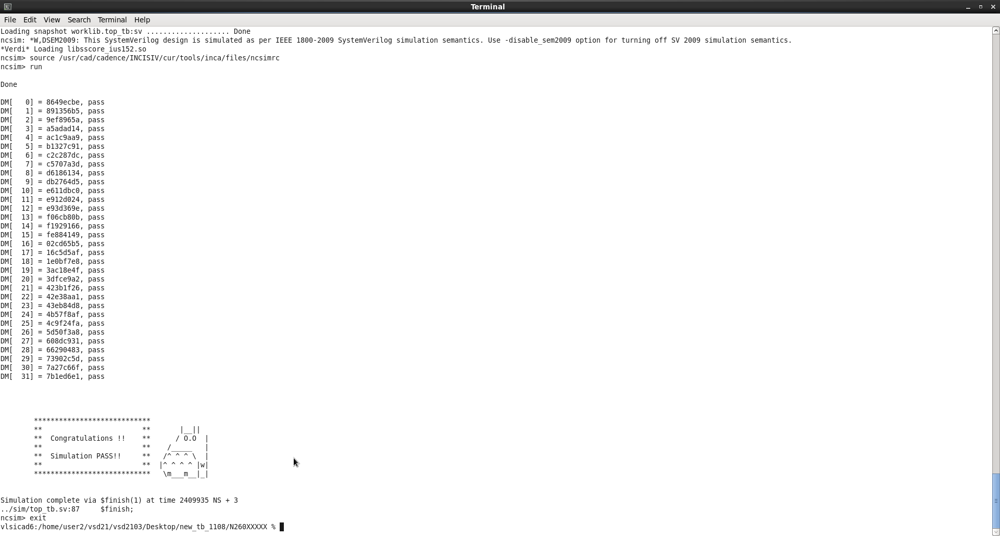 Terminal
File Edit View Search Terminal Help
Loading snapshot worklib.top_tb:sv .................... Done
ncsim: *W,DSEM2009: This SystemVerilog design is simulated as per IEEE 1800-2009 SystemVerilog simulation semantics. Use -disable_sem2009 option for turning off SV 2009 simulation semantics.
*Verdi* Loading libsscore_ius152.so
ncsim> source /usr/cad/cadence/INCISIV/cur/tools/inca/files/ncsimrc
ncsim> run
Done
DM[   0] = 8649ecbe, pass
DM[   1] = 891356b5, pass
DM[   2] = 9ef8965a, pass
DM[   3] = a5adad14, pass
DM[   4] = ac1c9aa9, pass
DM[   5] = b1327c91, pass
DM[   6] = c2c287dc, pass
DM[   7] = c5707a3d, pass
DM[   8] = d6186134, pass
DM[   9] = db2764d5, pass
DM[  10] = e611dbc0, pass
DM[  11] = e912d024, pass
DM[  12] = e93d369e, pass
DM[  13] = f06cb80b, pass
DM[  14] = f1929166, pass
DM[  15] = fe884149, pass
DM[  16] = 02cd65b5, pass
DM[  17] = 16c5d5af, pass
DM[  18] = 1e0bf7e8, pass
DM[  19] = 3ac18e4f, pass
DM[  20] = 3dfce9a2, pass
DM[  21] = 423b1f26, pass
DM[  22] = 42e38aa1, pass
DM[  23] = 43eb84d8, pass
DM[  24] = 4b57f8af, pass
DM[  25] = 4c9f24fa, pass
DM[  26] = 5d50f3a8, pass
DM[  27] = 608dc931, pass
DM[  28] = 66290483, pass
DM[  29] = 73902c5d, pass
DM[  30] = 7a27c66f, pass
DM[  31] = 7b1ed6e1, pass
        ****************************
        **                        **       |__||
        **  Congratulations !!    **      / O.O  |
        **                        **    /_____   |
        **  Simulation PASS!!     **   /^ ^ ^ \  |
        **                        **  |^ ^ ^ ^ |w|
        ****************************   \m___m__|_|
Simulation complete via $finish(1) at time 2409935 NS + 3
../sim/top_tb.sv:87     $finish;
ncsim> exit
vlsicad6:/home/user2/vsd21/vsd2103/Desktop/new_tb_1108/N260XXXXX %